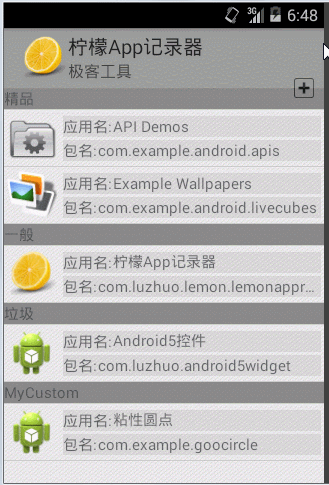 3G 6:48
柠檬App记录器
极客工具
精品
应用名:API Demos
包名:com.example.android.apis
应用名:Example Wallpapers
包名:com.example.android.livecubes
一般
应用名:柠檬App记录器
包名:com.luzhuo.lemon.lemonappr...
垃圾
应用名:Android5控件
包名:com.luzhuo.android5widget
MyCustom
应用名:粘性圆点
包名:com.example.goocircle